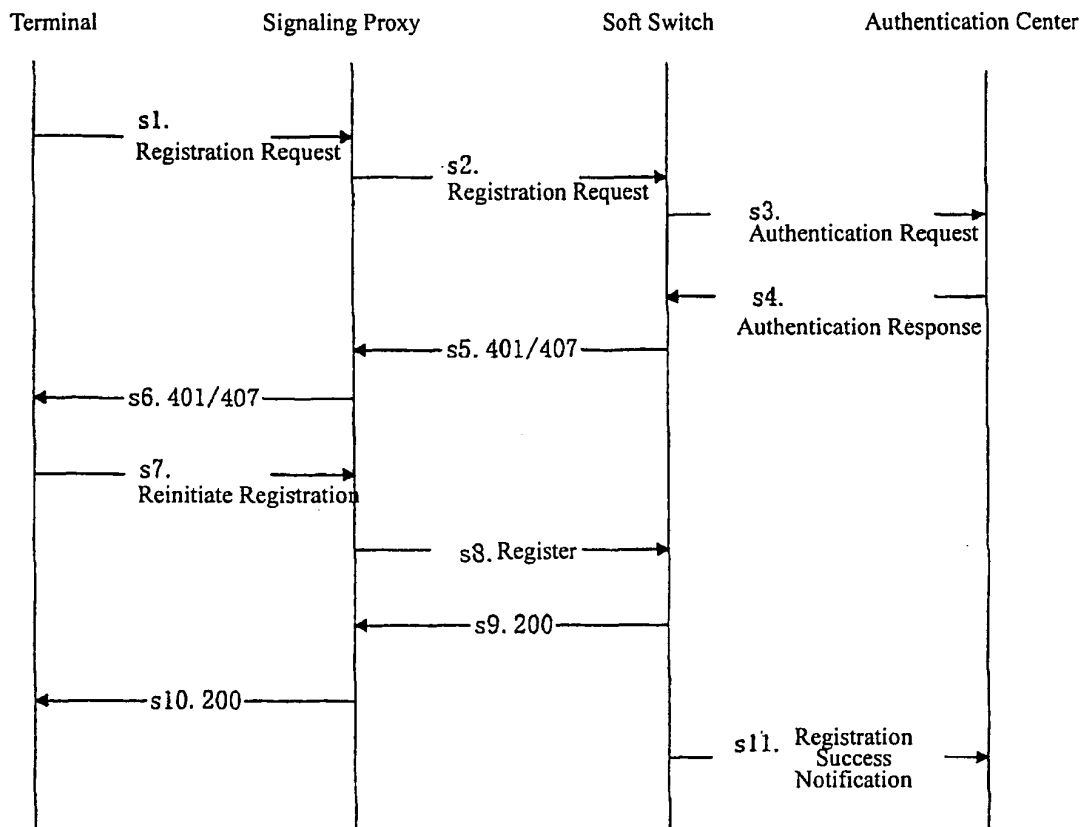 Terminal
Signaling Proxy
Soft Switch
Authentication Center
s1.
Registration Request
s2.
Registration Request
s3.
Authentication Request
s4.
Authentication Response
s5. 401/407
s6. 401/407
s7.
Reinitiate Registration
s8. Register
s9. 200
s10. 200
s11. Registration
Success
Notification